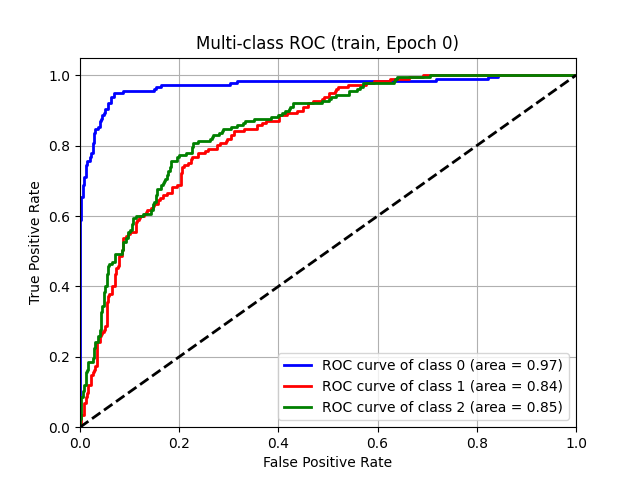 Multi-class ROC (train, Epoch 0)
True Positive Rate
1.0
0.8
0.6
0.4
0.2
0.0
ROC curve of class 0 (area = 0.97)
ROC curve of class 1 (area = 0.84)
ROC curve of class 2 (area = 0.85)
0.0 0.2 0.4 0.6 0.8 1.0
False Positive Rate